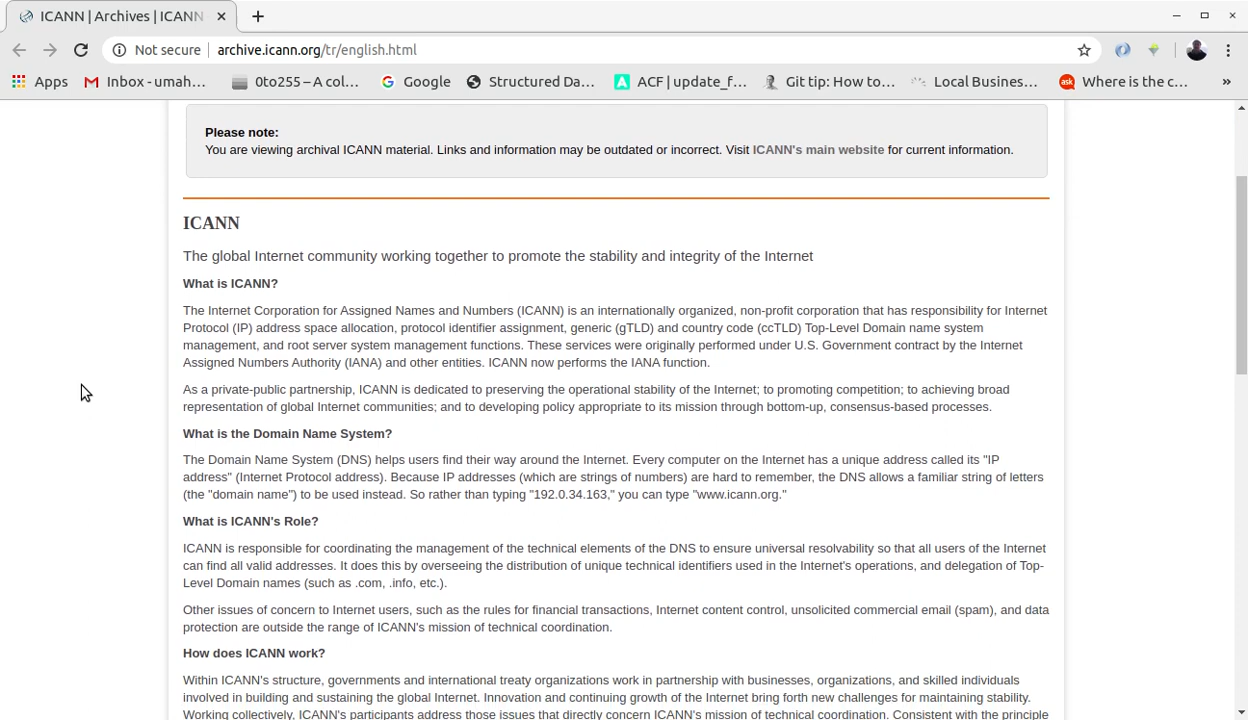 ICANN | Archives | ICANN
Not secure
archive.icann.org/tr/english.html
Apps
Inbox - umah...
0to255 – A col...
Google
Structured Da...
ACF | update_f...
Git tip: How to...
Local Busines...
ask
Where is the c...
»
Please note:
You are viewing archival ICANN material. Links and information may be outdated or incorrect. Visit ICANN's main website for current information.
ICANN
The global Internet community working together to promote the stability and integrity of the Internet
What is ICANN?
The Internet Corporation for Assigned Names and Numbers (ICANN) is an internationally organized, non-profit corporation that has responsibility for Internet
Protocol (IP) address space allocation, protocol identifier assignment, generic (gTLD) and country code (ccTLD) Top-Level Domain name system
management, and root server system management functions. These services were originally performed under U.S. Government contract by the Internet
Assigned Numbers Authority (IANA) and other entities. ICANN now performs the IANA function.
As a private-public partnership, ICANN is dedicated to preserving the operational stability of the Internet; to promoting competition; to achieving broad
representation of global Internet communities; and to developing policy appropriate to its mission through bottom-up, consensus-based processes.
What is the Domain Name System?
The Domain Name System (DNS) helps users find their way around the Internet. Every computer on the Internet has a unique address called its "IP
address" (Internet Protocol address). Because IP addresses (which are strings of numbers) are hard to remember, the DNS allows a familiar string of letters
(the "domain name") to be used instead. So rather than typing "192.0.34.163," you can type "www.icann.org."
What is ICANN's Role?
ICANN is responsible for coordinating the management of the technical elements of the DNS to ensure universal resolvability so that all users of the Internet
can find all valid addresses. It does this by overseeing the distribution of unique technical identifiers used in the Internet's operations, and delegation of Top-
Level Domain names (such as .com, .info, etc.).
Other issues of concern to Internet users, such as the rules for financial transactions, Internet content control, unsolicited commercial email (spam), and data
protection are outside the range of ICANN's mission of technical coordination.
How does ICANN work?
Within ICANN's structure, governments and international treaty organizations work in partnership with businesses, organizations, and skilled individuals
involved in building and sustaining the global Internet. Innovation and continuing growth of the Internet bring forth new challenges for maintaining stability.
Working collectively, ICANN's participants address those issues that directly concern ICANN's mission of technical coordination. Consistent with the principle